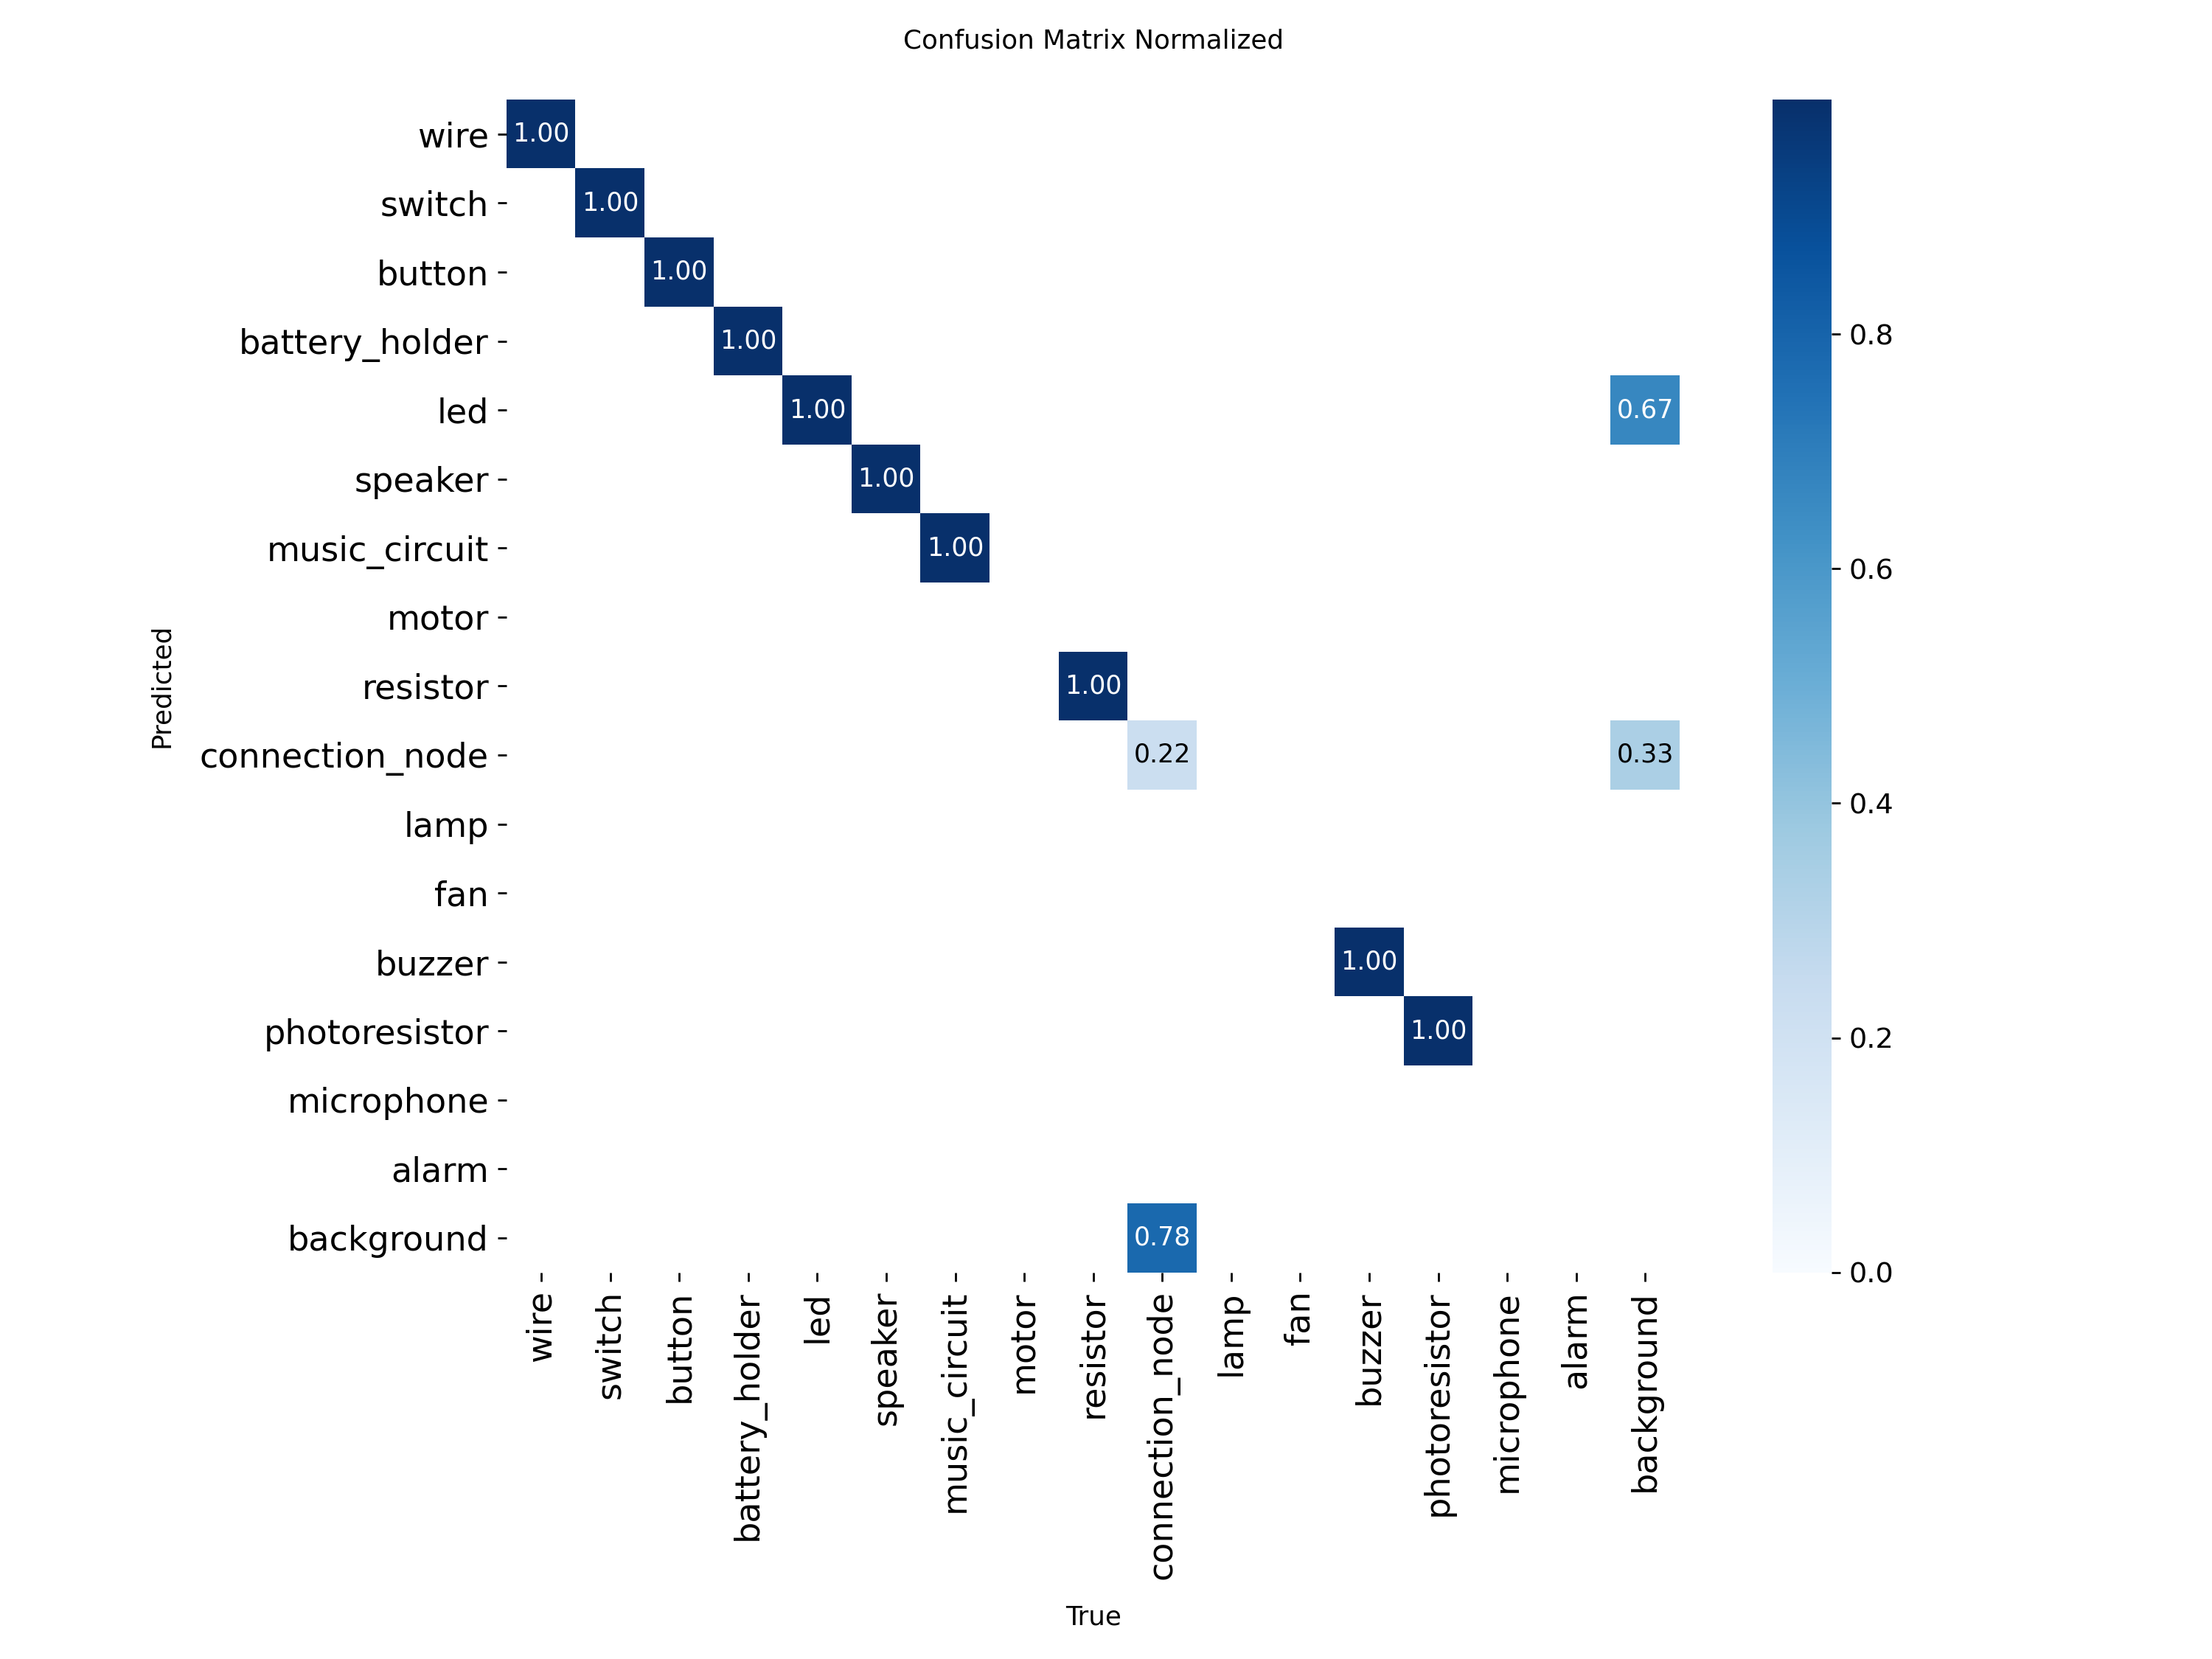 Confusion Matrix Normalized
wire 1.00
switch 1.00
button 1.00
battery_holder 1.00 0.8
led 1.00 0.67
speaker 1.00
music_circuit 1.00 0.6
motor
Predicted
resistor 1.00
connection_node 0.22 0.33
lamp 0.4
fan
buzzer 1.00
photoresistor 1.00 0.2
microphone
alarm
background 0.78
0.0
wire switch button battery_holder led speaker music_circuit motor resistor connection_node lamp fan buzzer photoresistor microphone alarm background
True